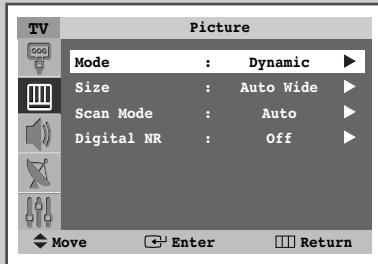 TV Picture
Mode : Dynamic
Size : Auto Wide
Scan Mode : Auto
Digital NR : Off
Move Enter Return